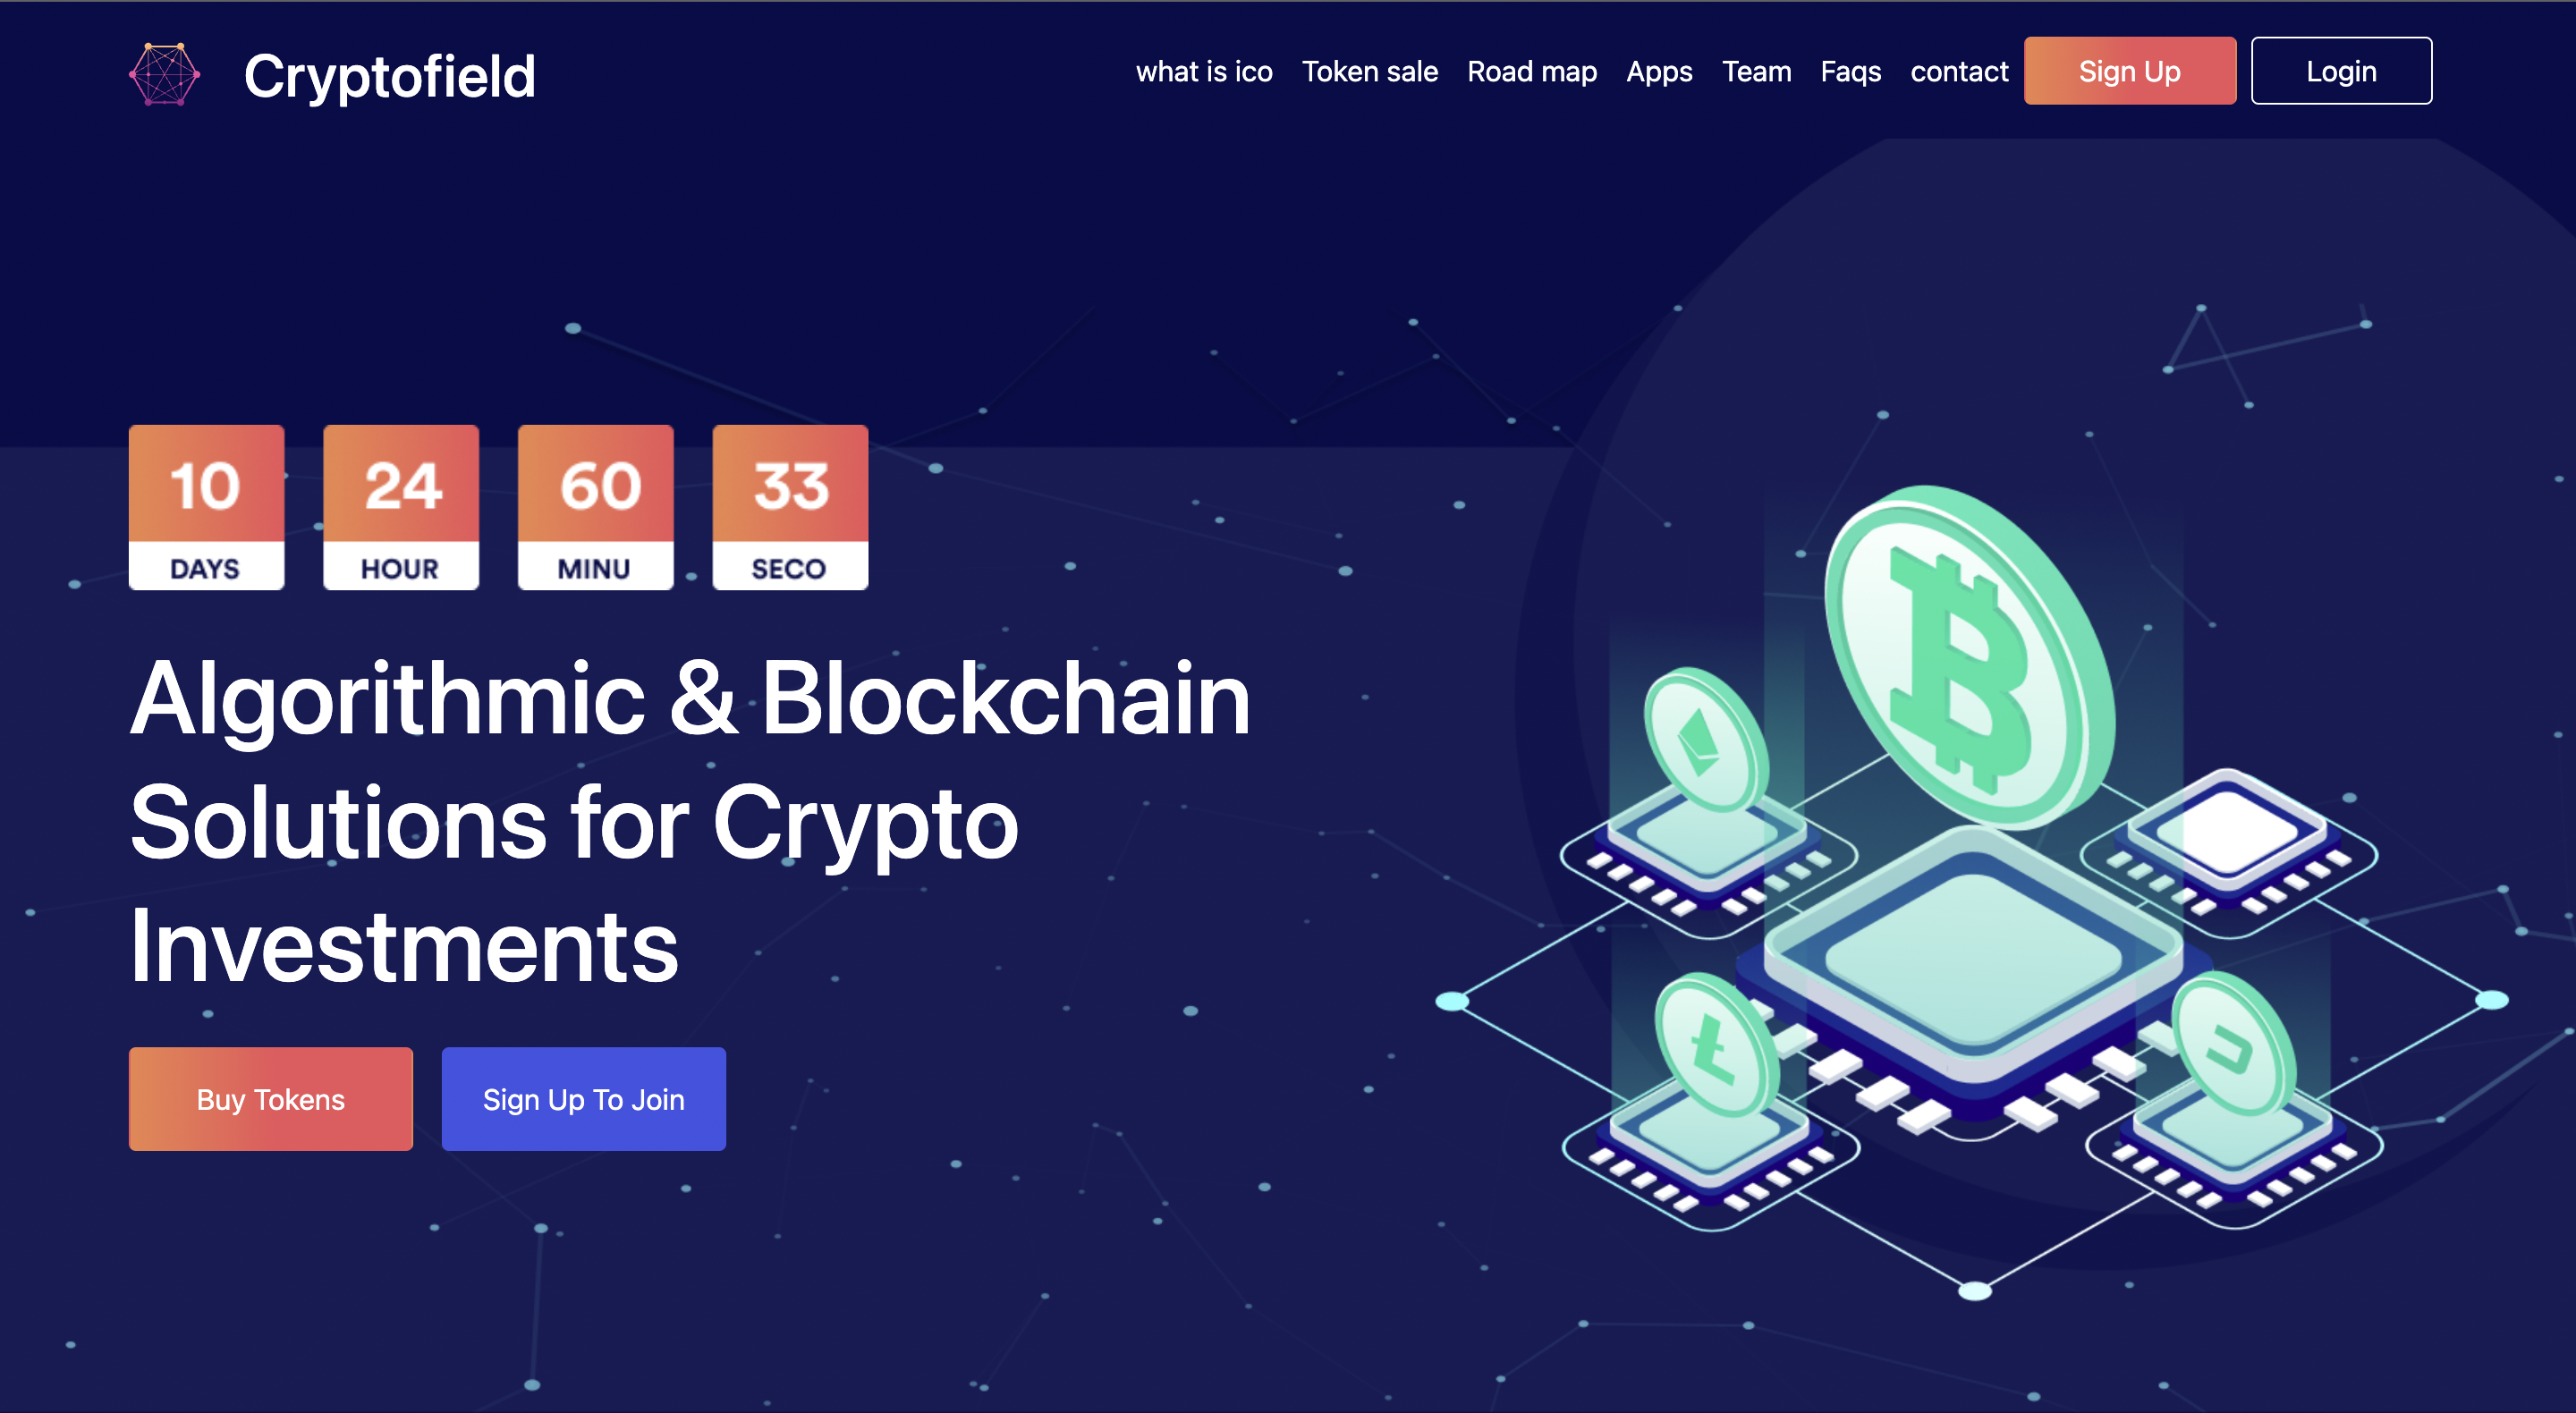 Cryptofield
what is ico Token sale Road map Apps Team Faqs contact Sign Up Login
10 24 60 33
DAYS HOUR MINU SECO
Algorithmic & Blockchain
Solutions for Crypto
Investments
Buy Tokens Sign Up To Join